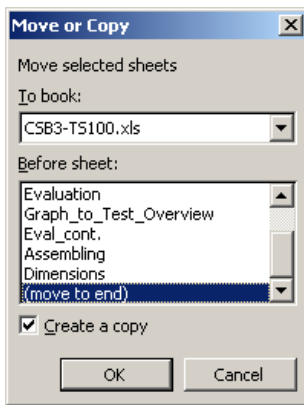 Move or Copy
Move selected sheets
To book:
CSB3-TS100.xls
Before sheet:
Evaluation
Graph_to_Test_Overview
Eval_cont.
Assembling
Dimensions
(move to end)
Create a copy
OK Cancel